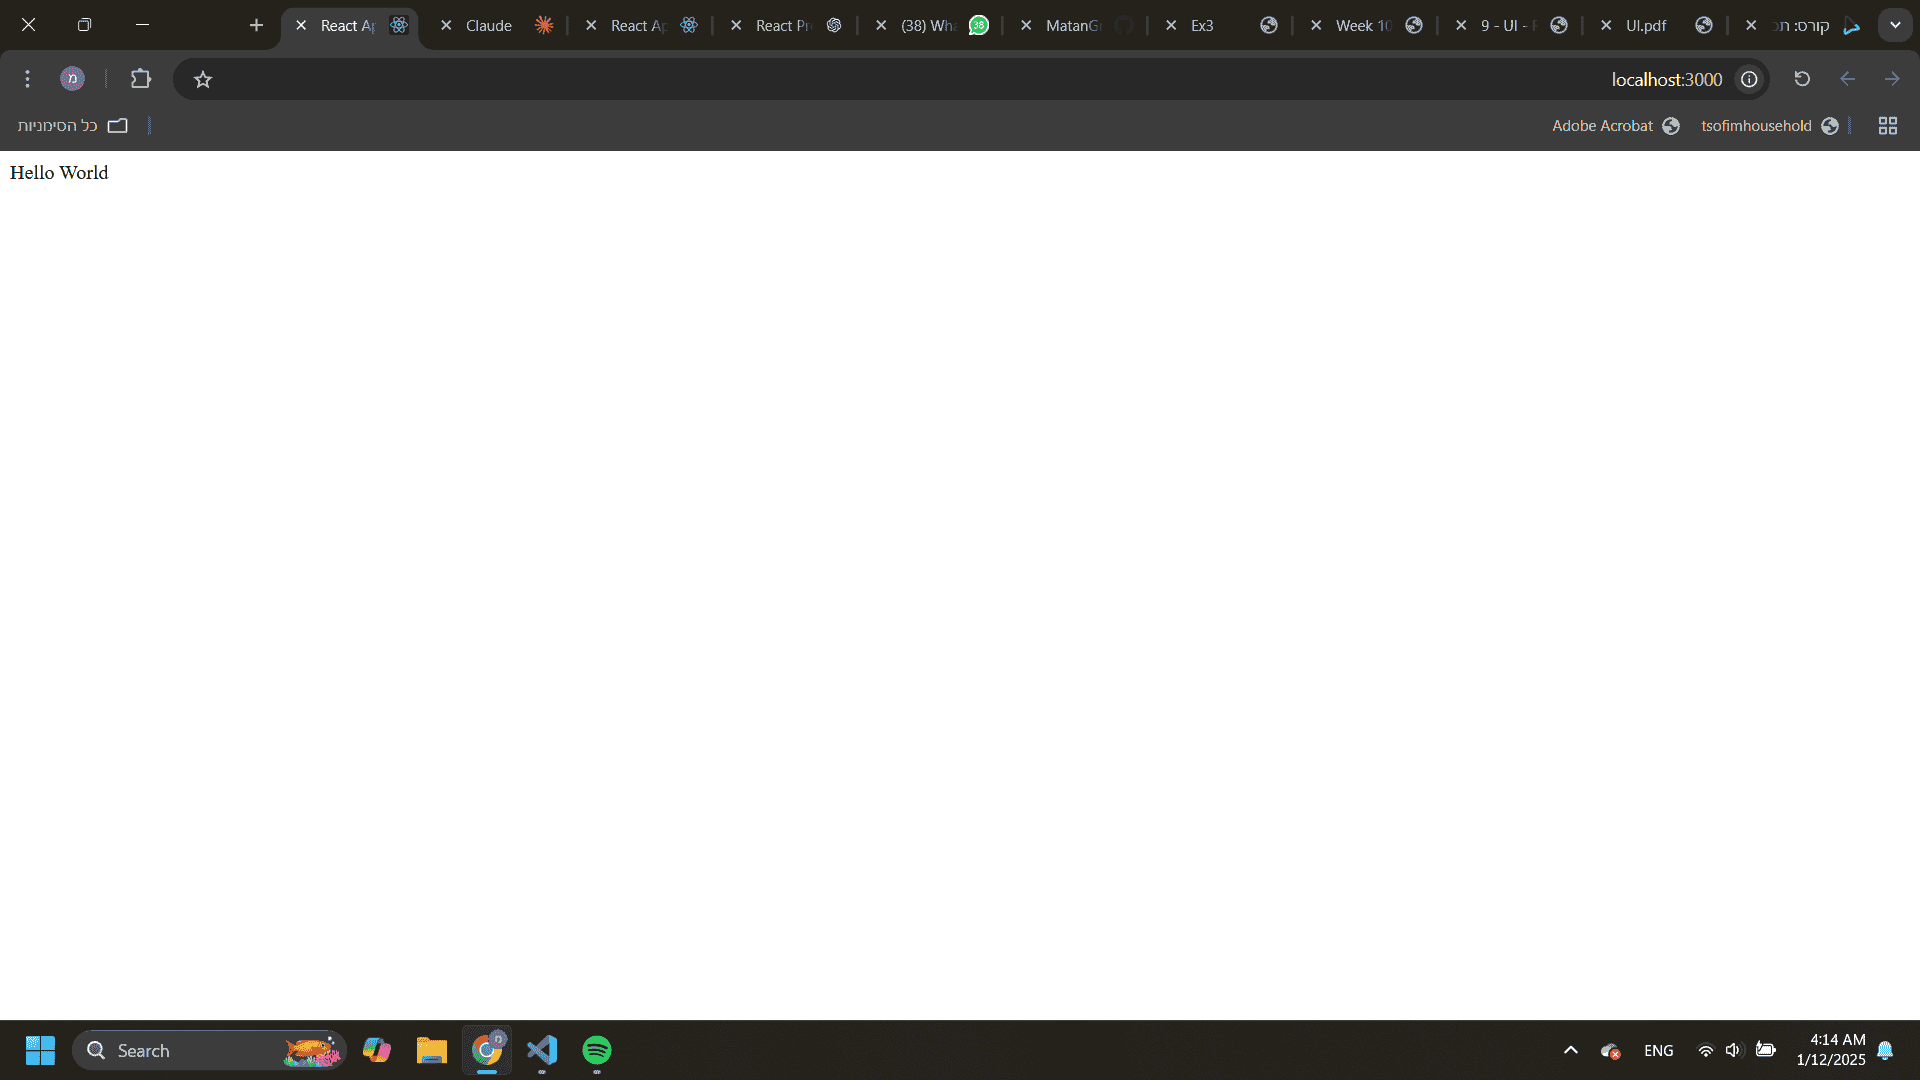 React Ap
Claude
React Ap
React Pr
(38) Wha
MatanGr
Ex3
Week 10
9 - UI -
UI.pdf
קורס: תכ
localhost:3000
כל הסימניות
Adobe Acrobat
tsofimhousehold
Hello World
Search
ENG
4:14 AM
1/12/2025